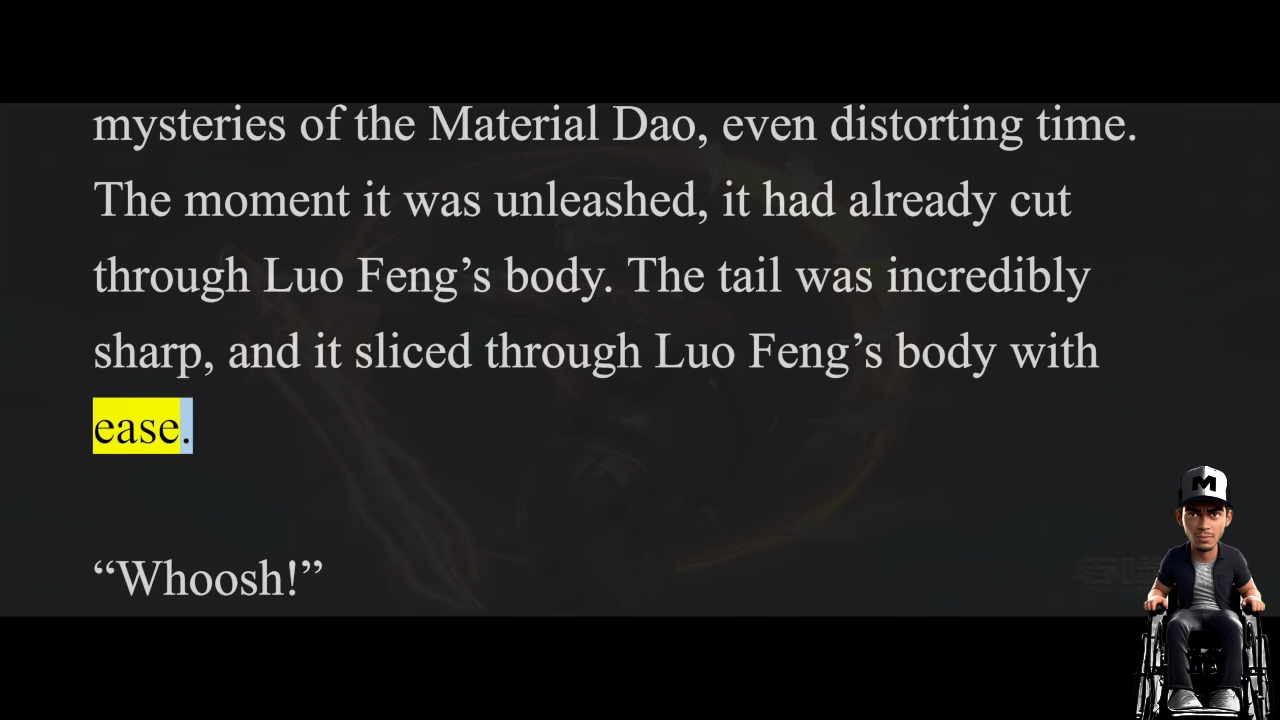 mysteries of the Material Dao, even distorting time.
The moment it was unleashed, it had already cut
through Luo Feng’s body. The tail was incredibly
sharp, and it sliced through Luo Feng’s body with
ease.
“Whoosh!”
M